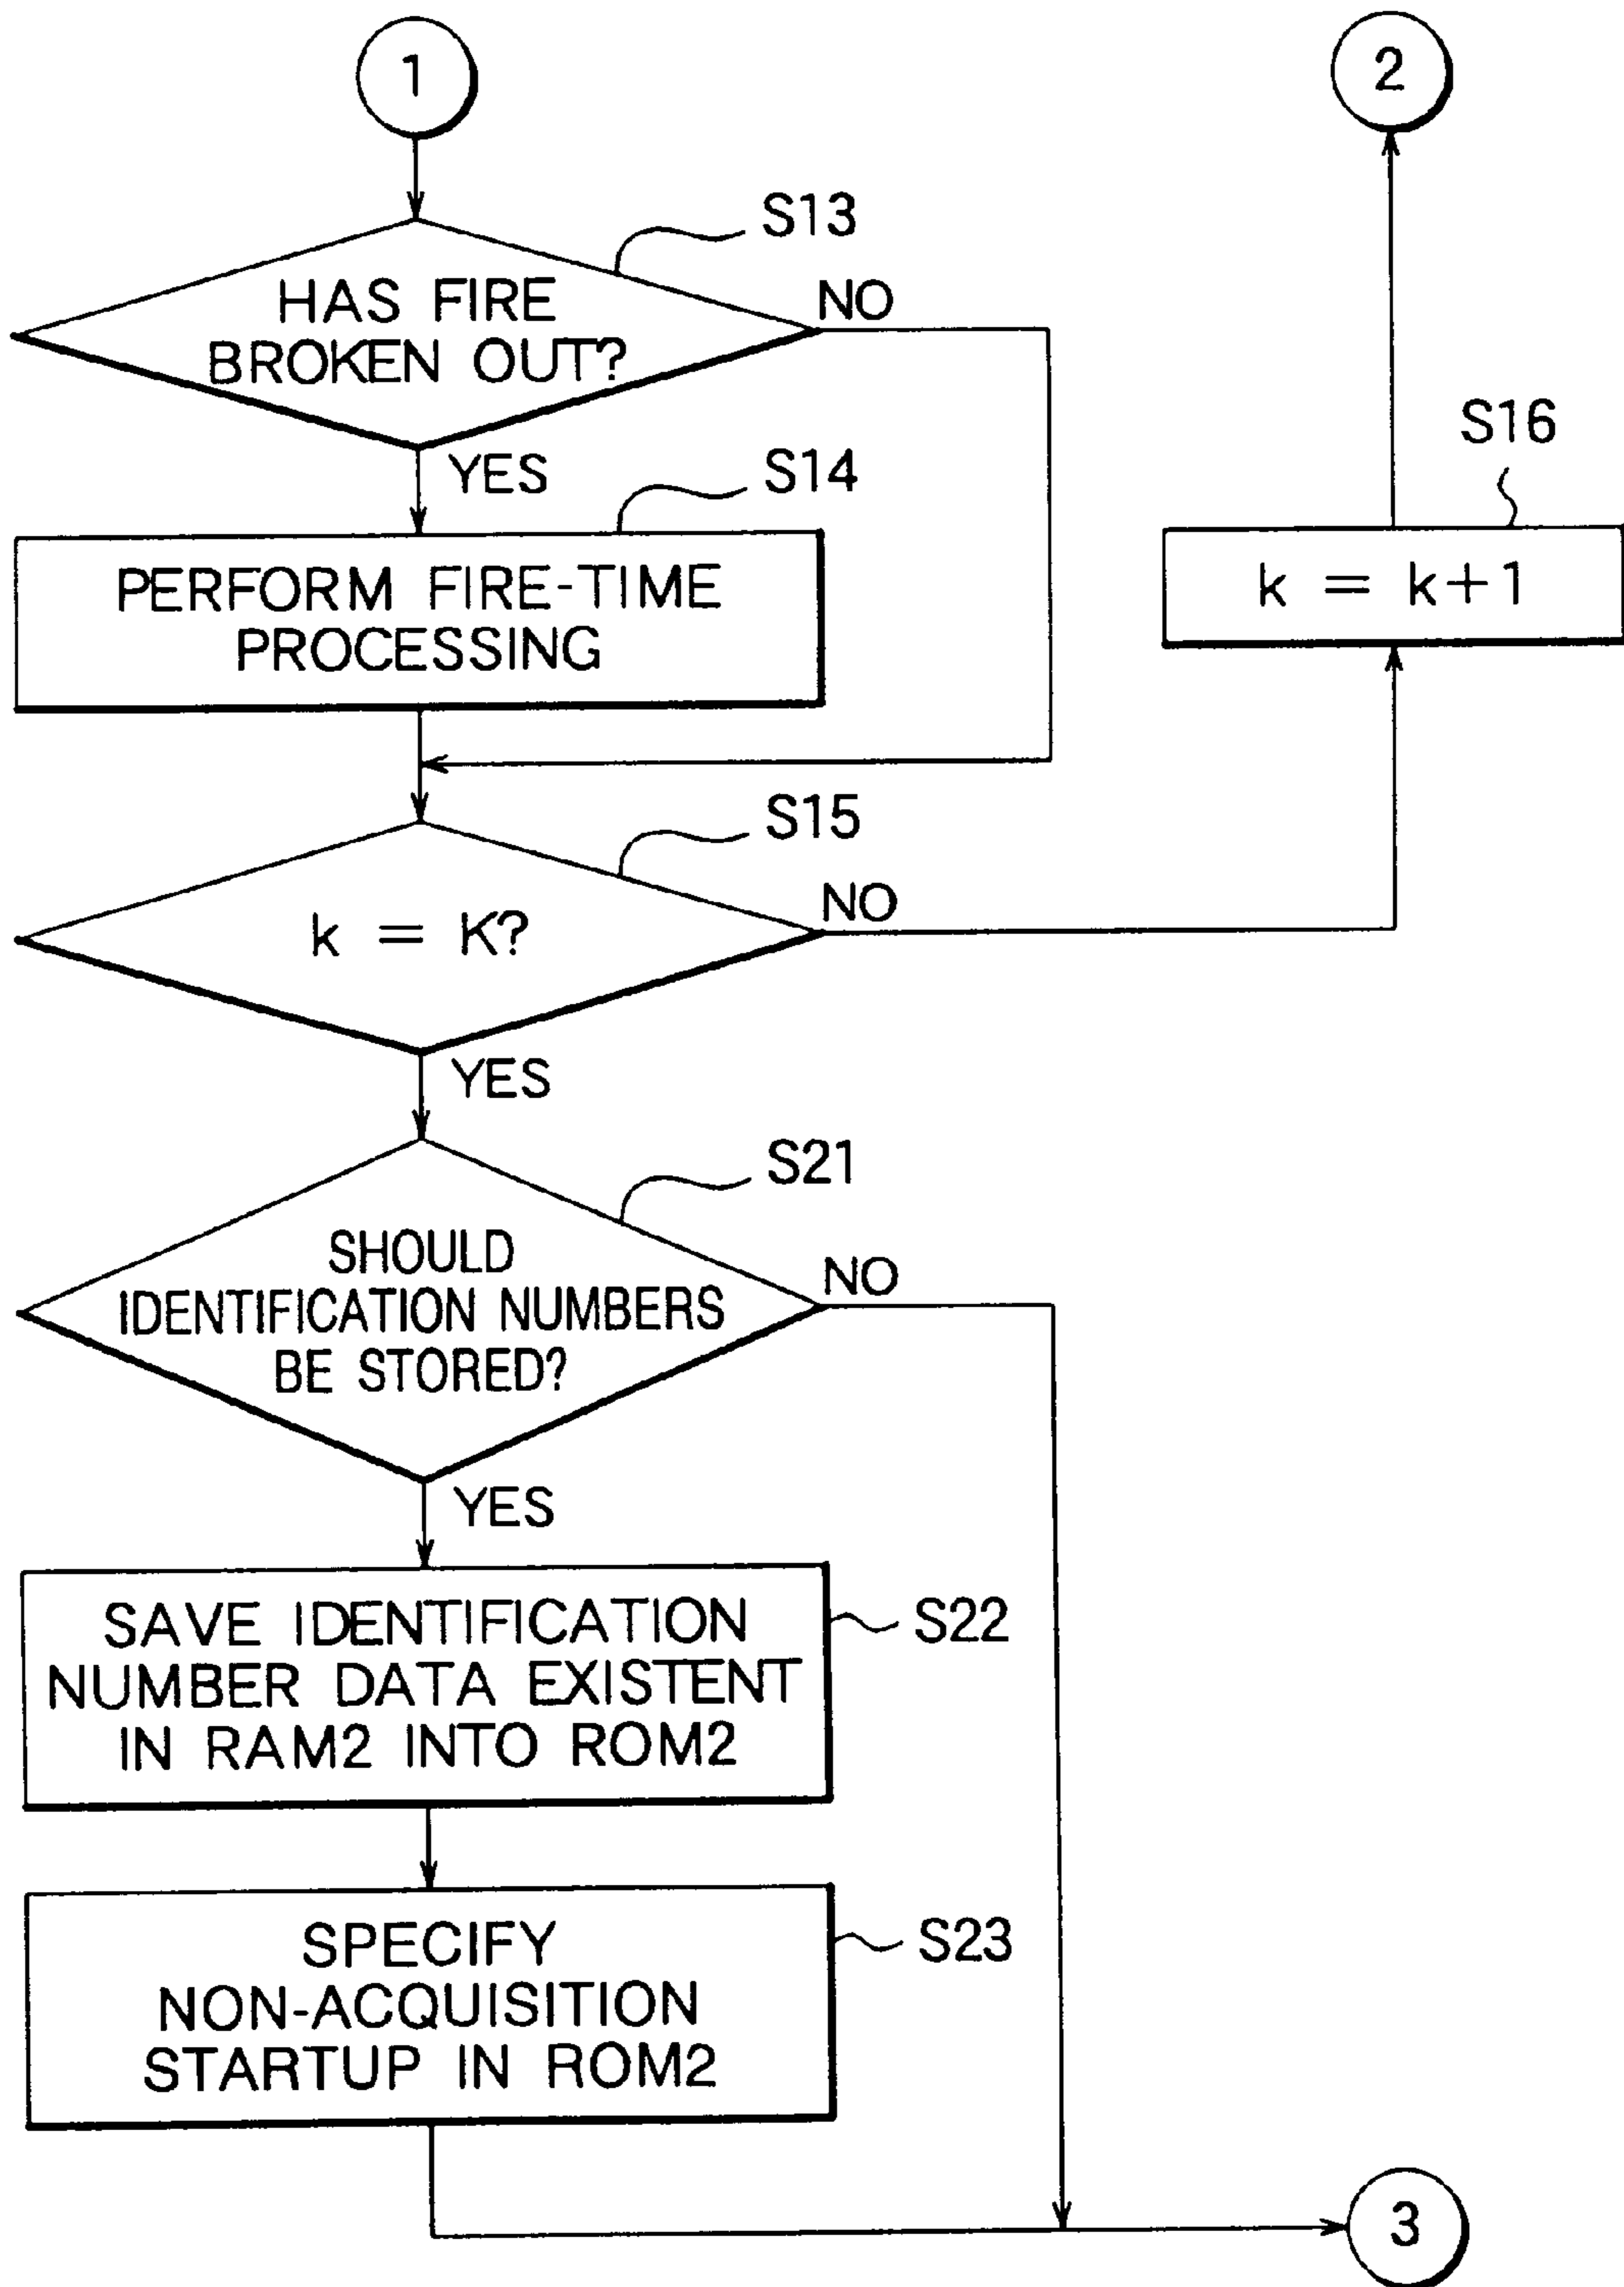 1
2
S13
HAS FIRE
BROKEN OUT?
NO
YES
S14
PERFORM FIRE-TIME
PROCESSING
S16
k = k+1
S15
k = K?
NO
YES
S21
SHOULD
IDENTIFICATION NUMBERS
BE STORED?
NO
YES
SAVE IDENTIFICATION
NUMBER DATA EXISTENT
IN RAM2 INTO ROM2
S22
SPECIFY
NON-ACQUISITION
STARTUP IN ROM2
S23
3